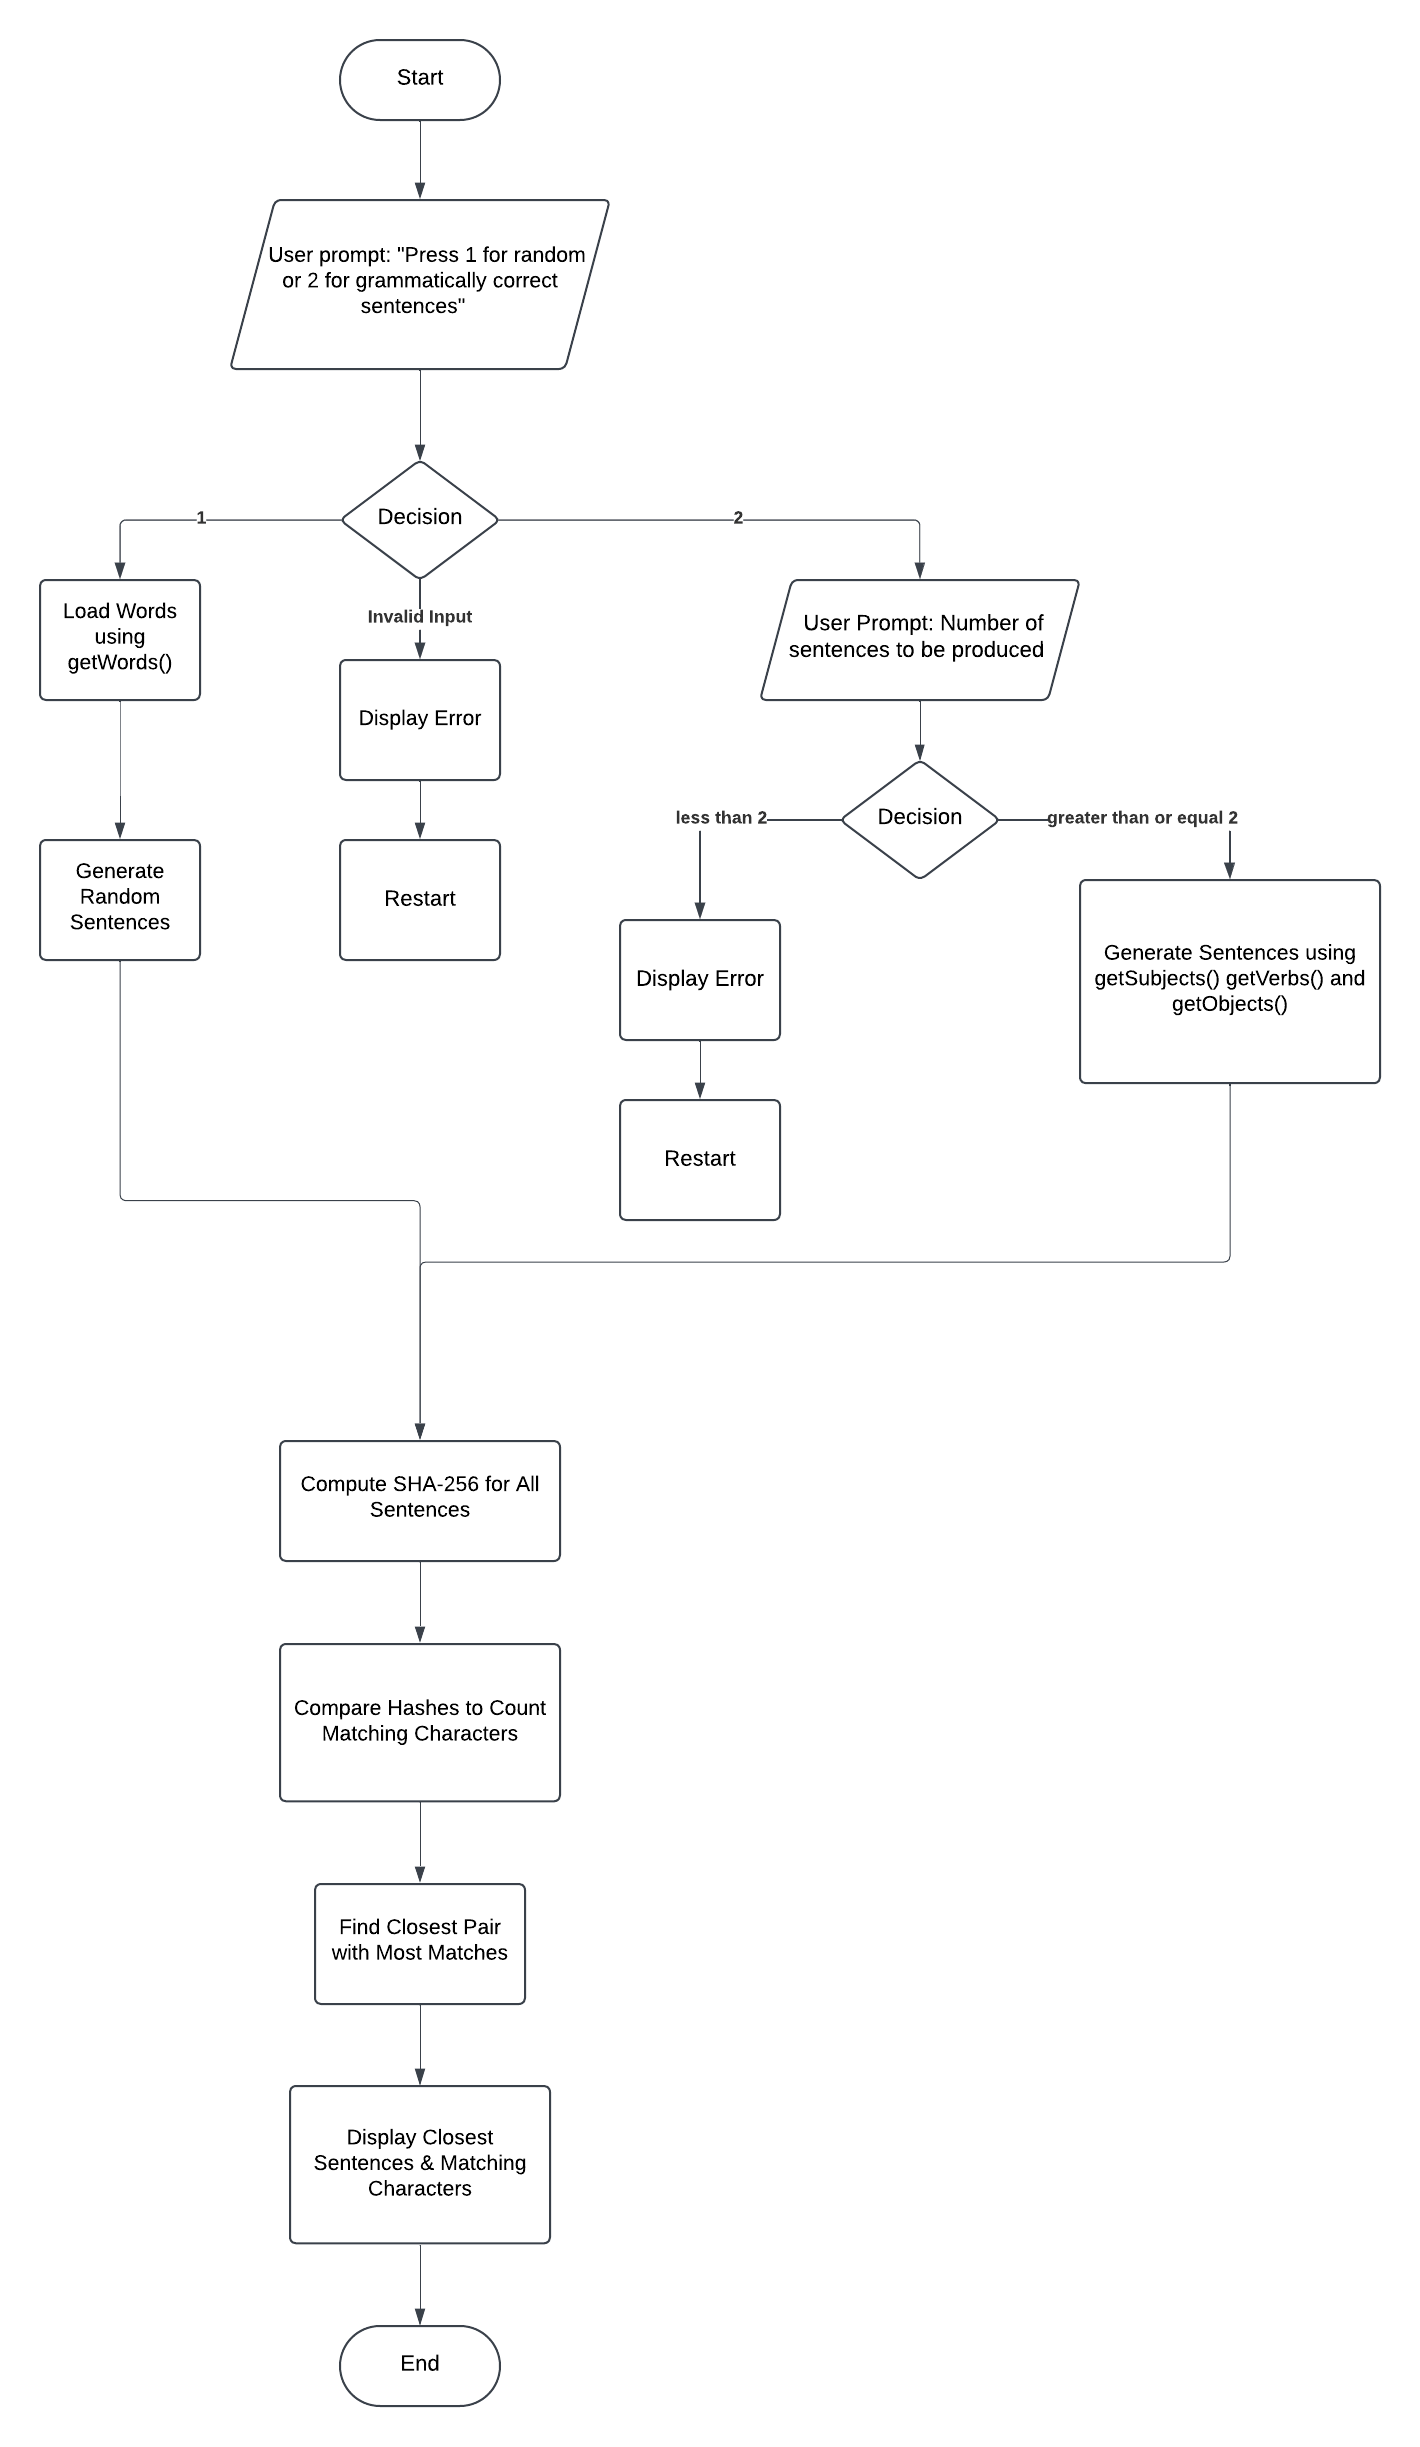 Start
User prompt: "Press 1 for random
or 2 for grammatically correct
sentences"
Decision
1
2
Invalid Input
Load Words
using
getWords()
Display Error
User Prompt: Number of
sentences to be produced
Decision
less than 2
greater than or equal 2
Generate
Random
Sentences
Restart
Display Error
Generate Sentences using
getSubjects() getVerbs() and
getObjects()
Restart
Compute SHA-256 for All
Sentences
Compare Hashes to Count
Matching Characters
Find Closest Pair
with Most Matches
Display Closest
Sentences & Matching
Characters
End